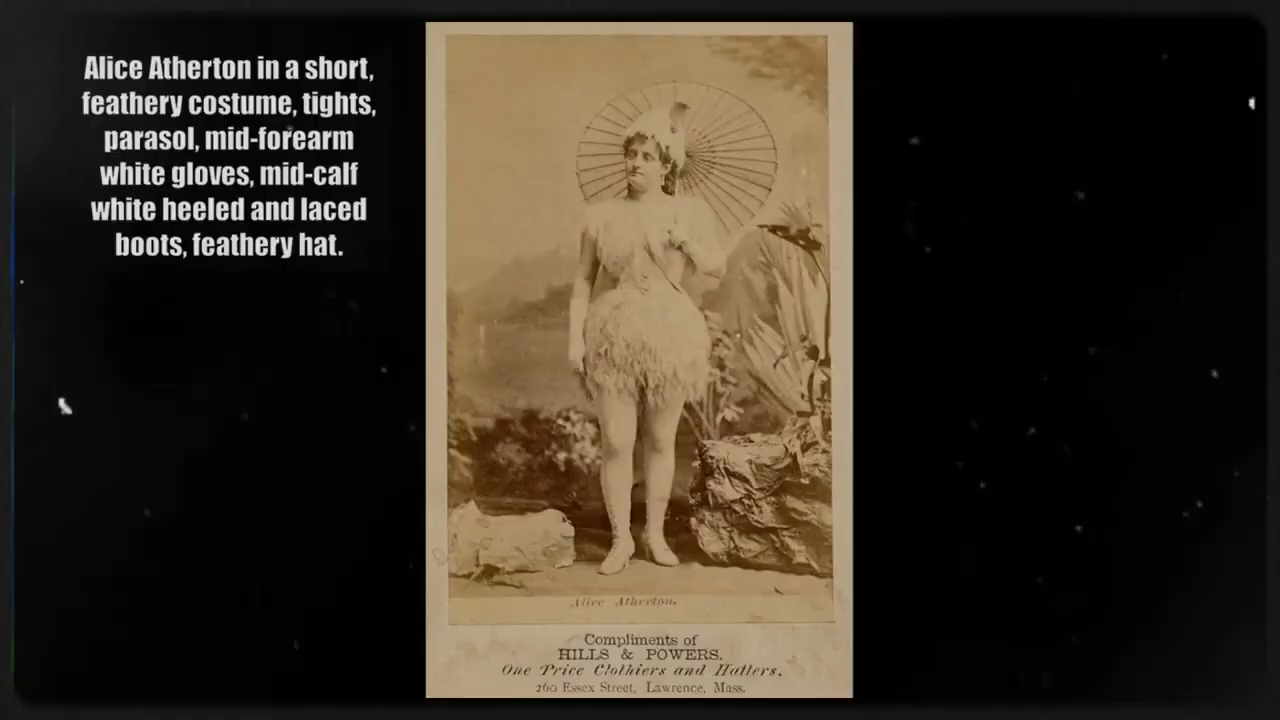 Alice Atherton in a short,
feathery costume, tights,
parasol, mid-forearm
white gloves, mid-calf
white heeled and laced
boots, feathery hat.
Alice Atherton.
Compliments of
HILLS & POWERS,
One Price Clothiers and Hatters,
260 Essex Street, Lawrence, Mass.